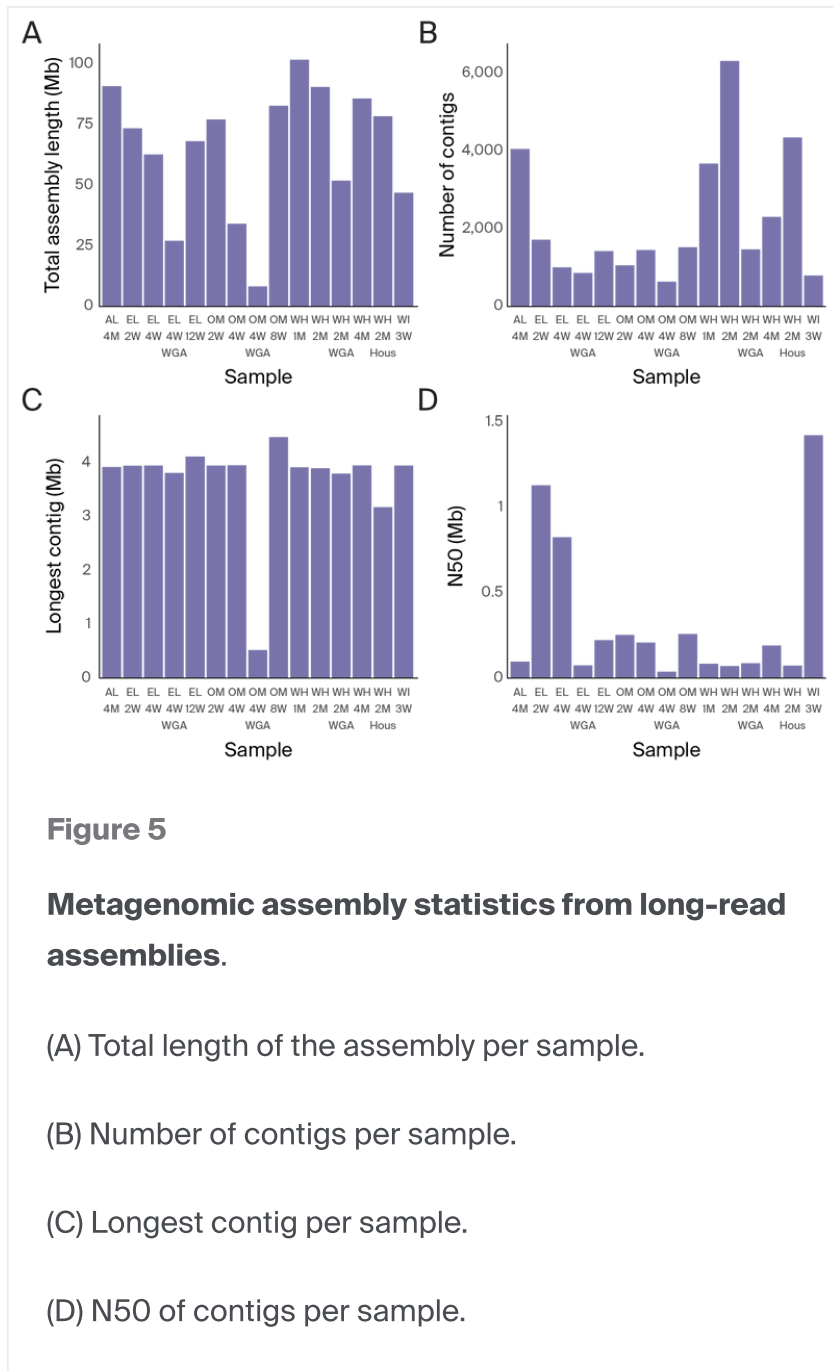 A
Total assembly length (Mb)
100
75
50
25
0
AL EL EL EL EL OM OM OM OM WH WH WH WH WH WI
4M 2W 4W 4W 12W 2W 4W 4W 8W 1M 2M 2M 4M 2M 3W
WGA WGA WGA Hous
Sample
B
Number of contigs
6,000
4,000
2,000
0
AL EL EL EL EL OM OM OM OM WH WH WH WH WH WI
4M 2W 4W 4W 12W 2W 4W 4W 8W 1M 2M 2M 4M 2M 3W
WGA WGA WGA Hous
Sample
C
Longest contig (Mb)
4
3
2
1
0
AL EL EL EL EL OM OM OM OM WH WH WH WH WH WI
4M 2W 4W 4W 12W 2W 4W 4W 8W 1M 2M 2M 4M 2M 3W
WGA WGA WGA Hous
Sample
D
N50 (Mb)
1.5
1
0.5
0
AL EL EL EL EL OM OM OM OM WH WH WH WH WH WI
4M 2W 4W 4W 12W 2W 4W 4W 8W 1M 2M 2M 4M 2M 3W
WGA WGA WGA Hous
Sample
Figure 5
Metagenomic assembly statistics from long-read
assemblies.
(A) Total length of the assembly per sample.
(B) Number of contigs per sample.
(C) Longest contig per sample.
(D) N50 of contigs per sample.